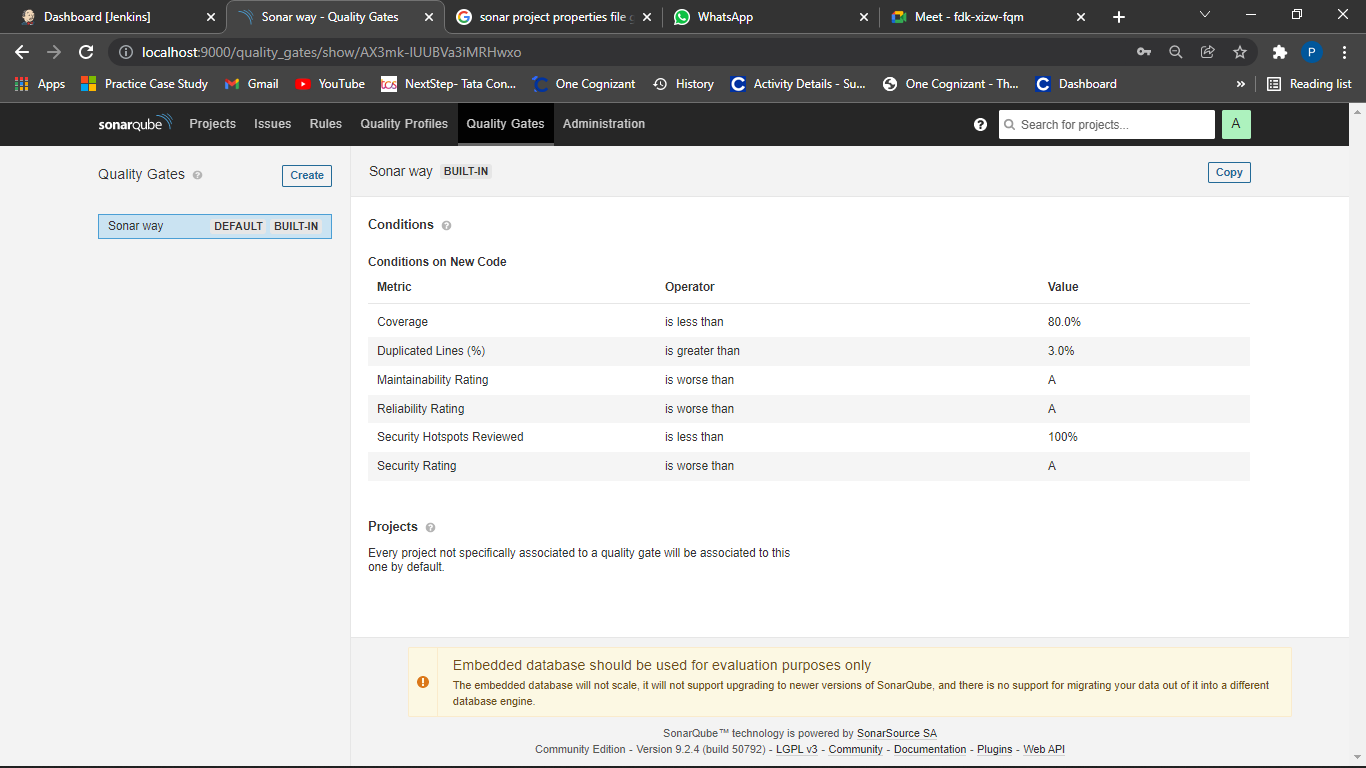 Dashboard [Jenkins]
Sonar way - Quality Gates
sonar project properties file
WhatsApp
Meet - fdk-xizw-fqm
localhost:9000/quality_gates/show/AX3mk-IUUBVa3iMRHwxo
P
Apps
Practice Case Study
Gmail
YouTube
tcs
NextStep- Tata Con...
One Cognizant
History
Activity Details - Su...
One Cognizant - Th...
Dashboard
»
Reading list
sonarqube
Projects
Issues
Rules
Quality Profiles
Quality Gates
Administration
Search for projects...
A
Quality Gates
Create
Sonar way BUILT-IN
Copy
Sonar way DEFAULT BUILT-IN
Conditions
Conditions on New Code
Metric Operator Value
Coverage is less than 80.0%
Duplicated Lines (%) is greater than 3.0%
Maintainability Rating is worse than A
Reliability Rating is worse than A
Security Hotspots Reviewed is less than 100%
Security Rating is worse than A
Projects
Every project not specifically associated to a quality gate will be associated to this
one by default.
Embedded database should be used for evaluation purposes only
The embedded database will not scale, it will not support upgrading to newer versions of SonarQube, and there is no support for migrating your data out of it into a different
database engine.
SonarQube™ technology is powered by SonarSource SA
Community Edition - Version 9.2.4 (build 50792) - LGPL v3 - Community - Documentation - Plugins - Web API